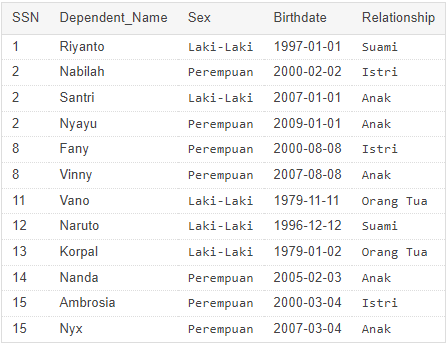 SSN Dependent_Name Sex Birthdate Relationship
1 Riyanto Laki-Laki 1997-01-01 Suami
2 Nabilah Perempuan 2000-02-02 Istri
2 Santri Laki-Laki 2007-01-01 Anak
2 Nyayu Perempuan 2009-01-01 Anak
8 Fany Perempuan 2000-08-08 Istri
8 Vinny Perempuan 2007-08-08 Anak
11 Vano Laki-Laki 1979-11-11 Orang Tua
12 Naruto Laki-Laki 1996-12-12 Suami
13 Korpal Laki-Laki 1979-01-02 Orang Tua
14 Nanda Perempuan 2005-02-03 Anak
15 Ambrosia Perempuan 2000-03-04 Istri
15 Nyx Perempuan 2007-03-04 Anak